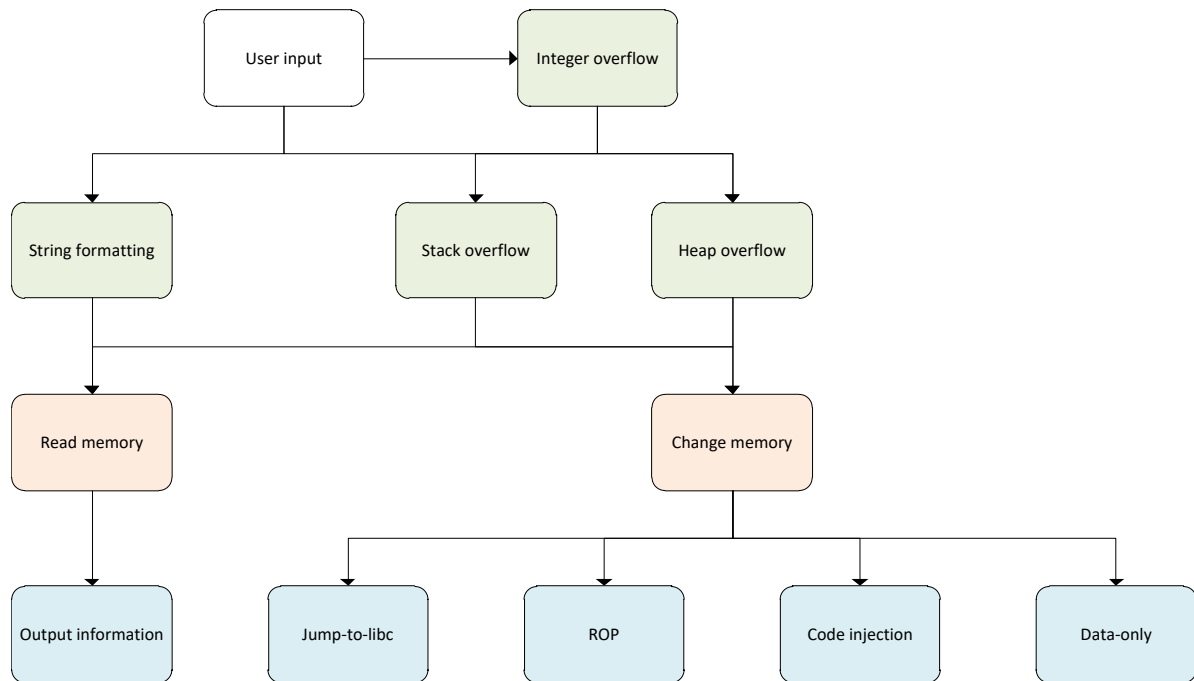 User input
Integer overflow
String formatting
Stack overflow
Heap overflow
Read memory
Change memory
Output information
Jump-to-libc
ROP
Code injection
Data-only